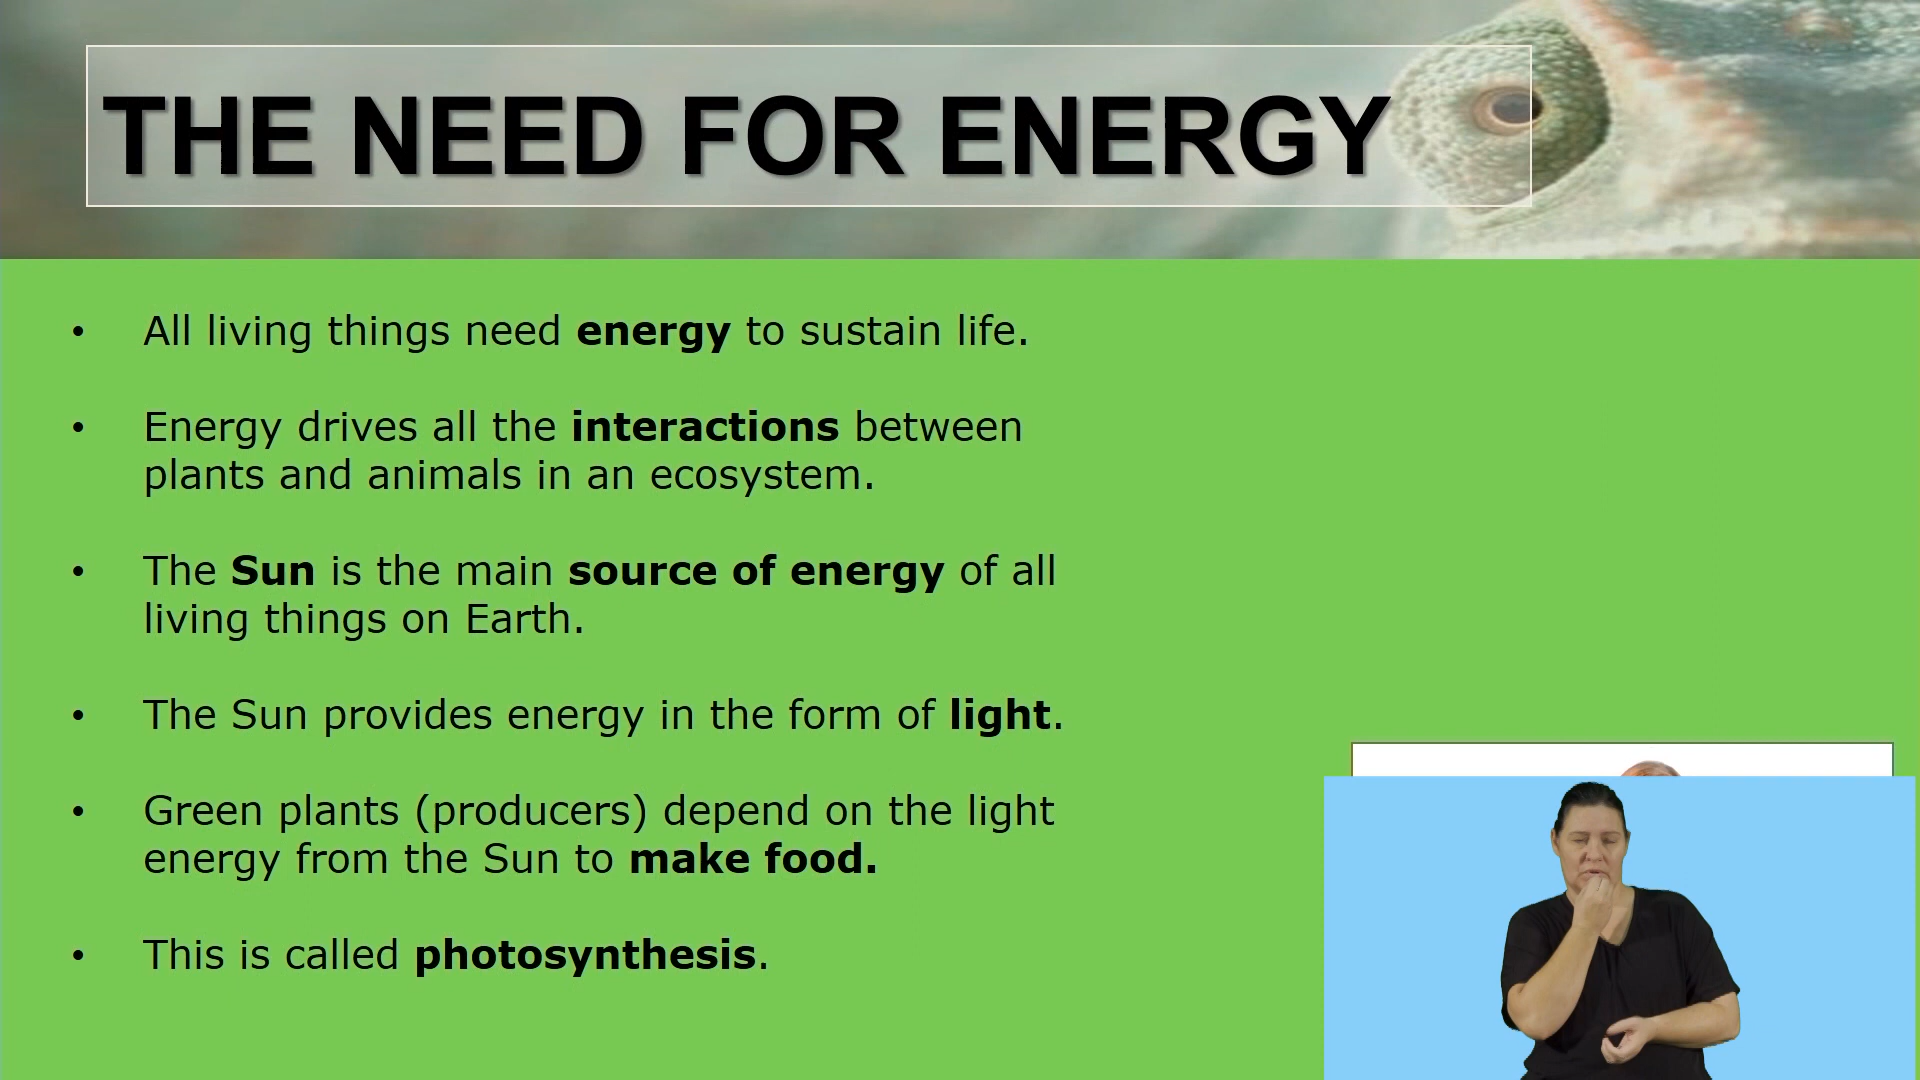 THE NEED FOR ENERGY
• All living things need energy to sustain life.
• Energy drives all the interactions between
plants and animals in an ecosystem.
• The Sun is the main source of energy of all
living things on Earth.
• The Sun provides energy in the form of light.
• Green plants (producers) depend on the light
energy from the Sun to make food.
• This is called photosynthesis.